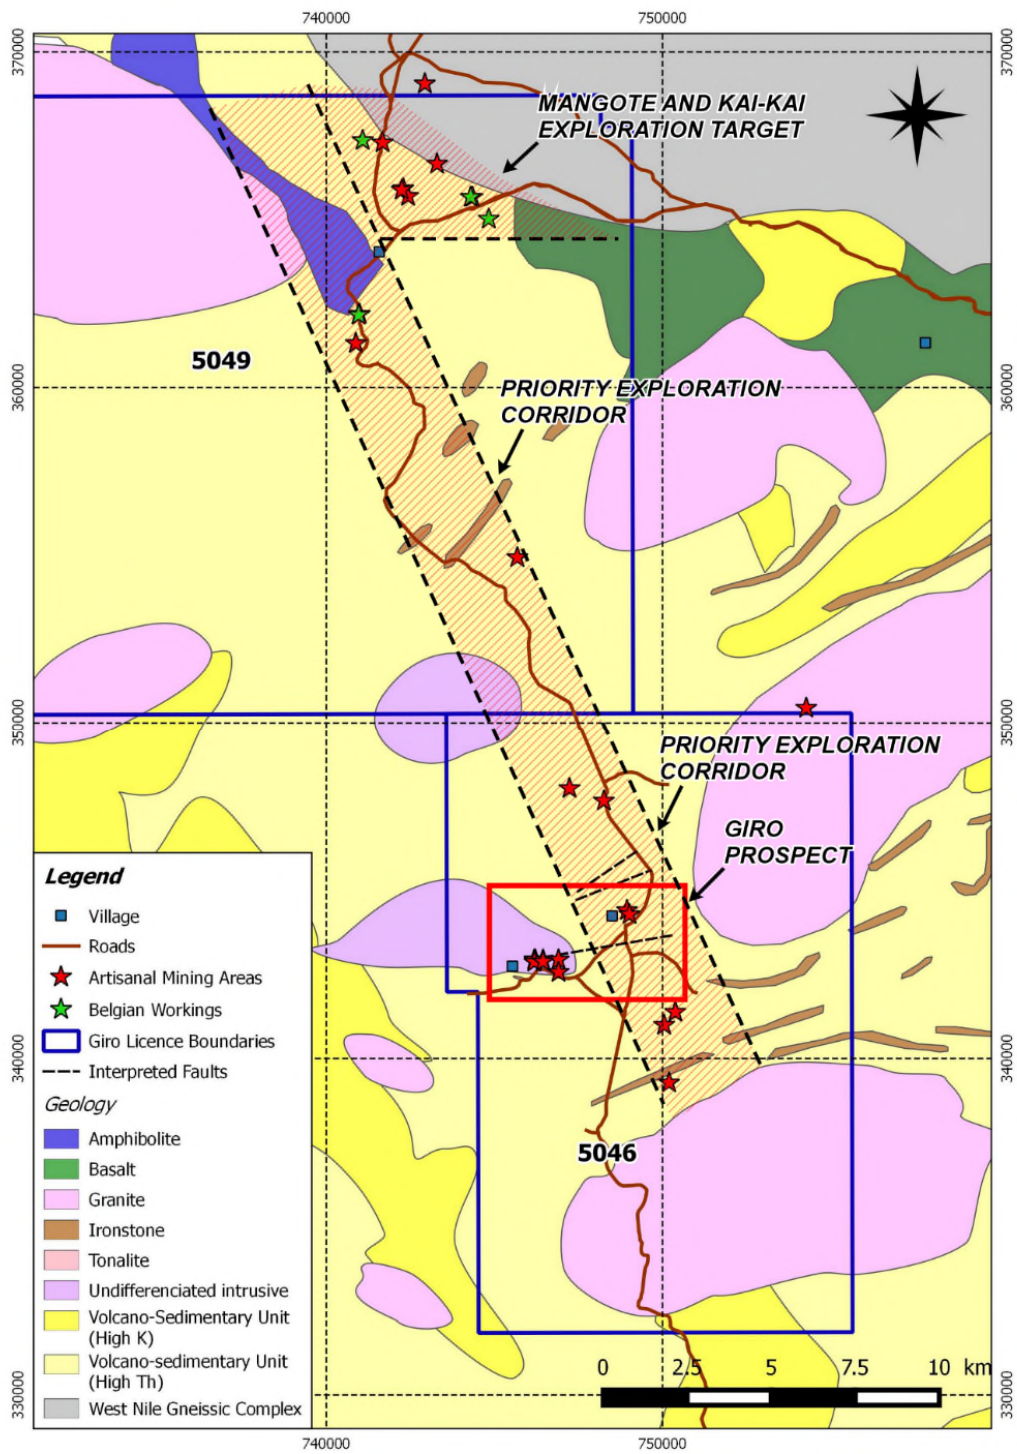 740000
750000
370000
370000
MANGOTE AND KAI-KAI
EXPLORATION TARGET
5049
360000
360000
PRIORITY EXPLORATION
CORRIDOR
350000
350000
PRIORITY EXPLORATION
CORRIDOR
GIRO
PROSPECT
340000
340000
5046
Legend
Village
Roads
Artisanal Mining Areas
Belgian Workings
Giro Licence Boundaries
Interpreted Faults
Geology
Amphibolite
Basalt
Granite
Ironstone
Tonalite
Undifferenciated intrusive
Volcano-Sedimentary Unit
(High K)
Volcano-sedimentary Unit
(High Th)
West Nile Gneissic Complex
0 2.5 5 7.5 10 km
330000
330000
740000
750000